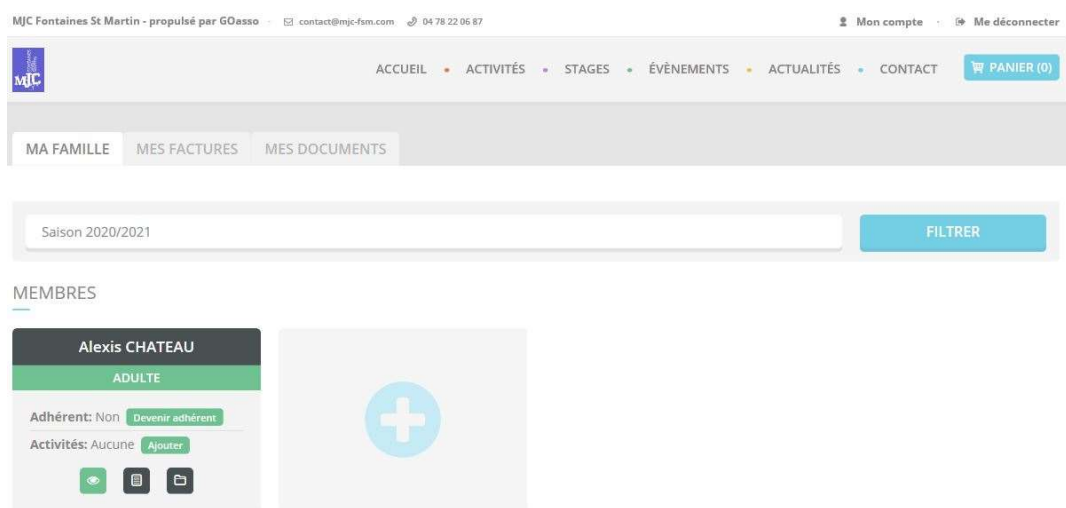 MJC Fontaines St Martin - propulsé par GOasso · contact@mjc-fsm.com 04 78 22 06 87 Mon compte · Me déconnecter
MJC ACCUEIL • ACTIVITÉS • STAGES • ÉVÈNEMENTS • ACTUALITÉS • CONTACT PANIER (0)
MA FAMILLE MES FACTURES MES DOCUMENTS
Saison 2020/2021 FILTRER
MEMBRES
Alexis CHATEAU
ADULTE
Adhérent: Non Devenir adhérent
Activités: Aucune Ajouter